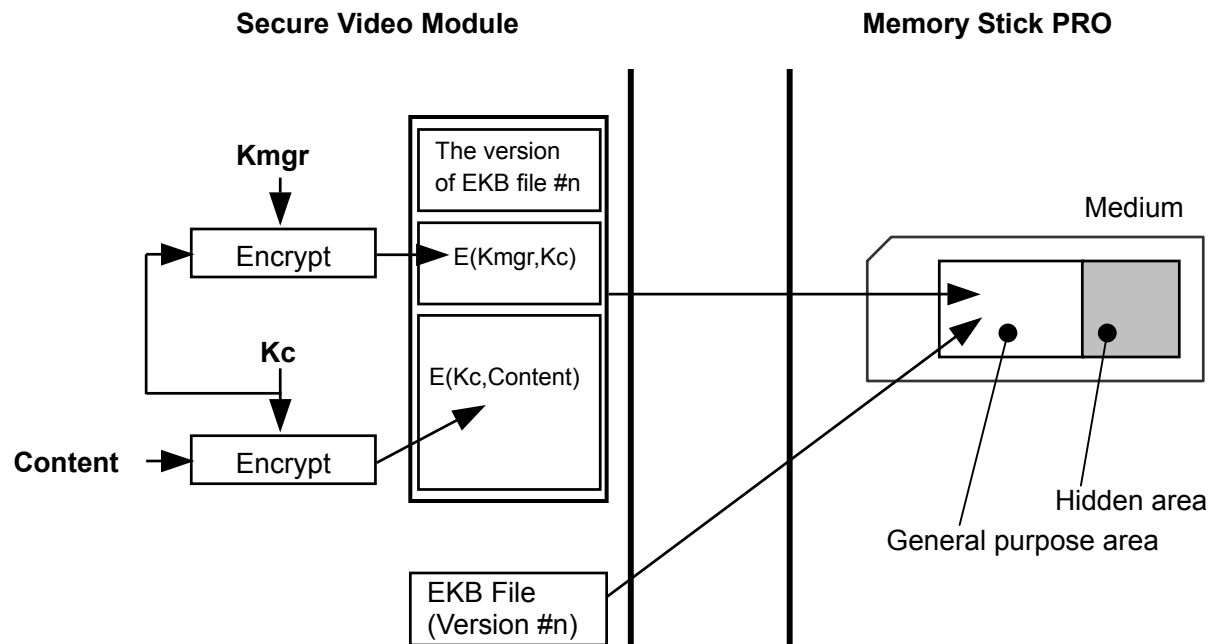 Secure Video Module
Memory Stick PRO
Kmgr
The version
of EKB file #n
Medium
Encrypt
E(Kmgr,Kc)
Kc
E(Kc,Content)
Content
Encrypt
Hidden area
General purpose area
EKB File
(Version #n)